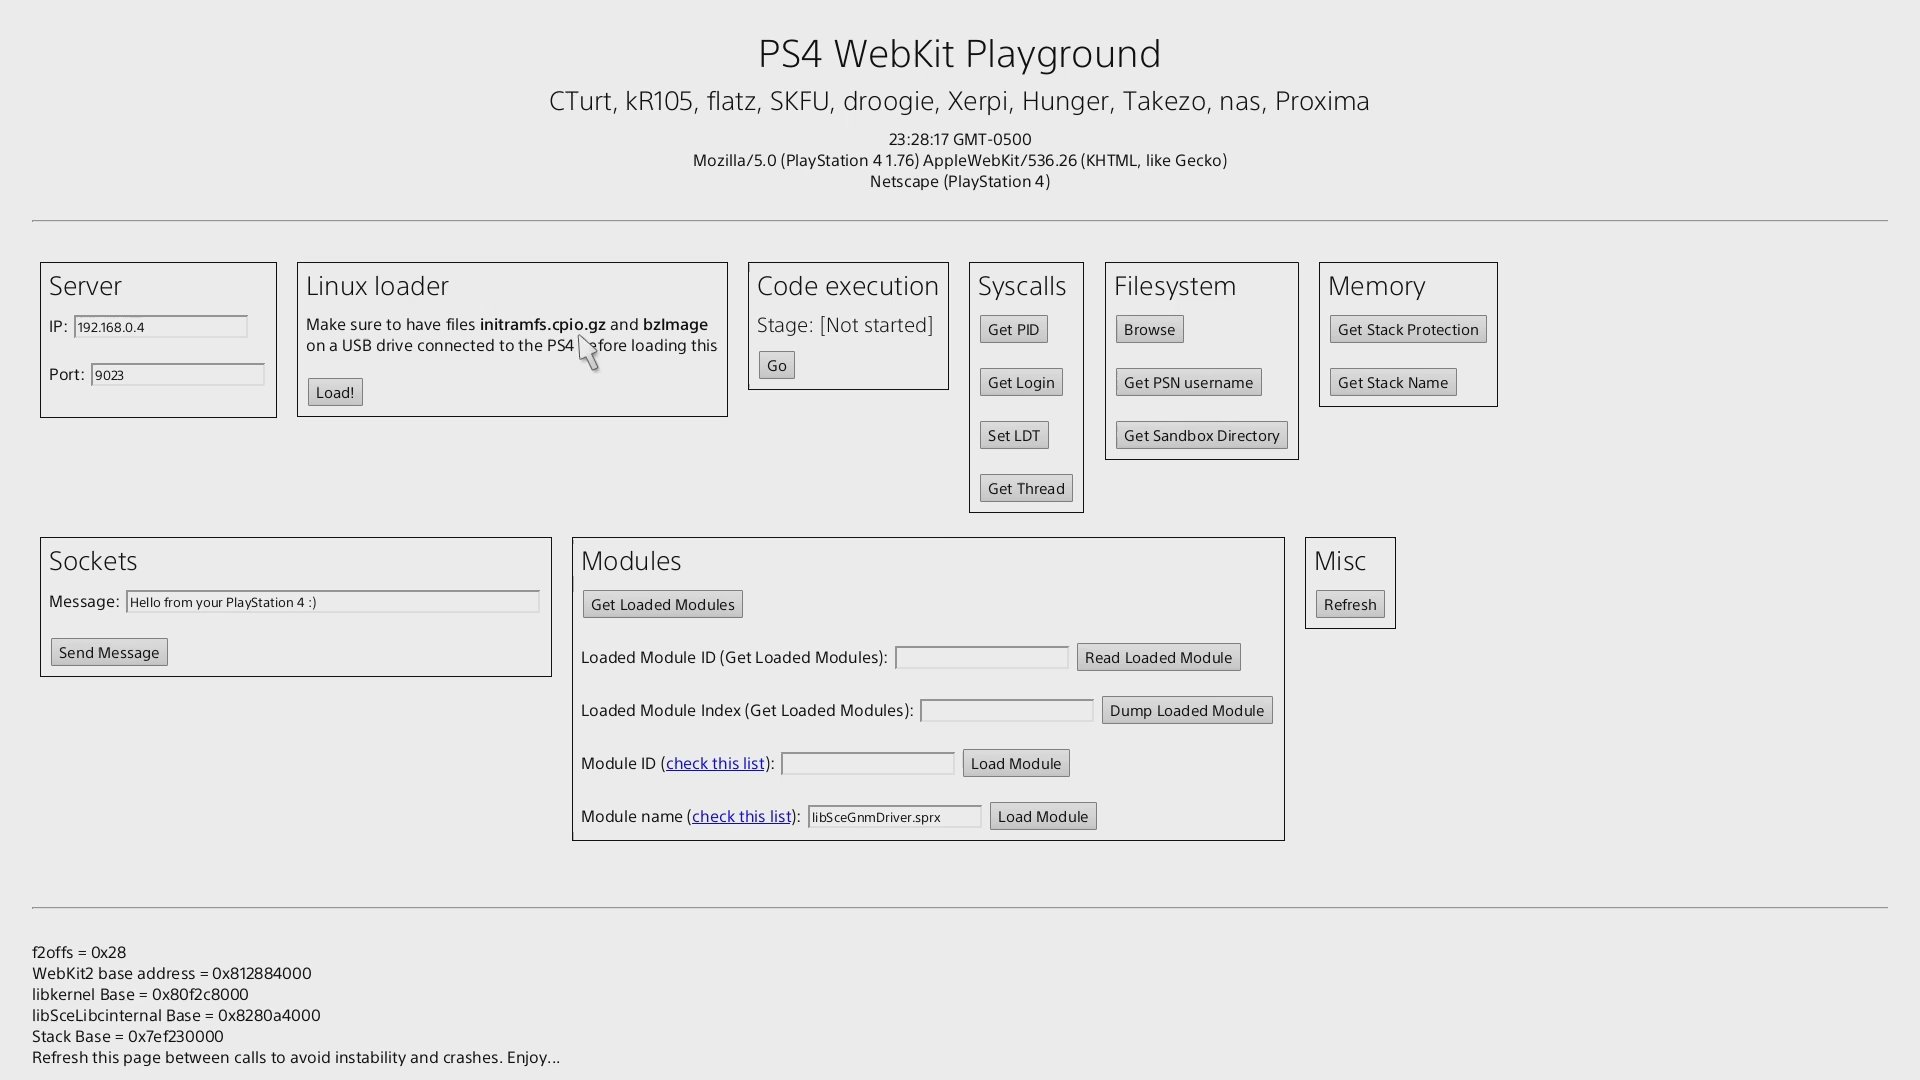 PS4 WebKit Playground
CTurt, kR105, flatz, SKFU, droogie, Xerpi, Hunger, Takezo, nas, Proxima
23:28:17 GMT-0500
Mozilla/5.0 (PlayStation 4 1.76) AppleWebKit/536.26 (KHTML, like Gecko)
Netscape (PlayStation 4)
Server
IP: 192.168.0.4
Port: 9023
Linux loader
Make sure to have files initramfs.cpio.gz and bzImage
on a USB drive connected to the PS4 before loading this
Load!
Code execution
Stage: [Not started]
Go
Syscalls
Get PID
Get Login
Set LDT
Get Thread
Filesystem
Browse
Get PSN username
Get Sandbox Directory
Memory
Get Stack Protection
Get Stack Name
Sockets
Message: Hello from your PlayStation 4 :)
Send Message
Modules
Get Loaded Modules
Loaded Module ID (Get Loaded Modules): Read Loaded Module
Loaded Module Index (Get Loaded Modules): Dump Loaded Module
Module ID (check this list): Load Module
Module name (check this list): libSceGnmDriver.sprx Load Module
Misc
Refresh
f2offs = 0x28
WebKit2 base address = 0x812884000
libkernel Base = 0x80f2c8000
libSceLibcinternal Base = 0x8280a4000
Stack Base = 0x7ef230000
Refresh this page between calls to avoid instability and crashes. Enjoy...